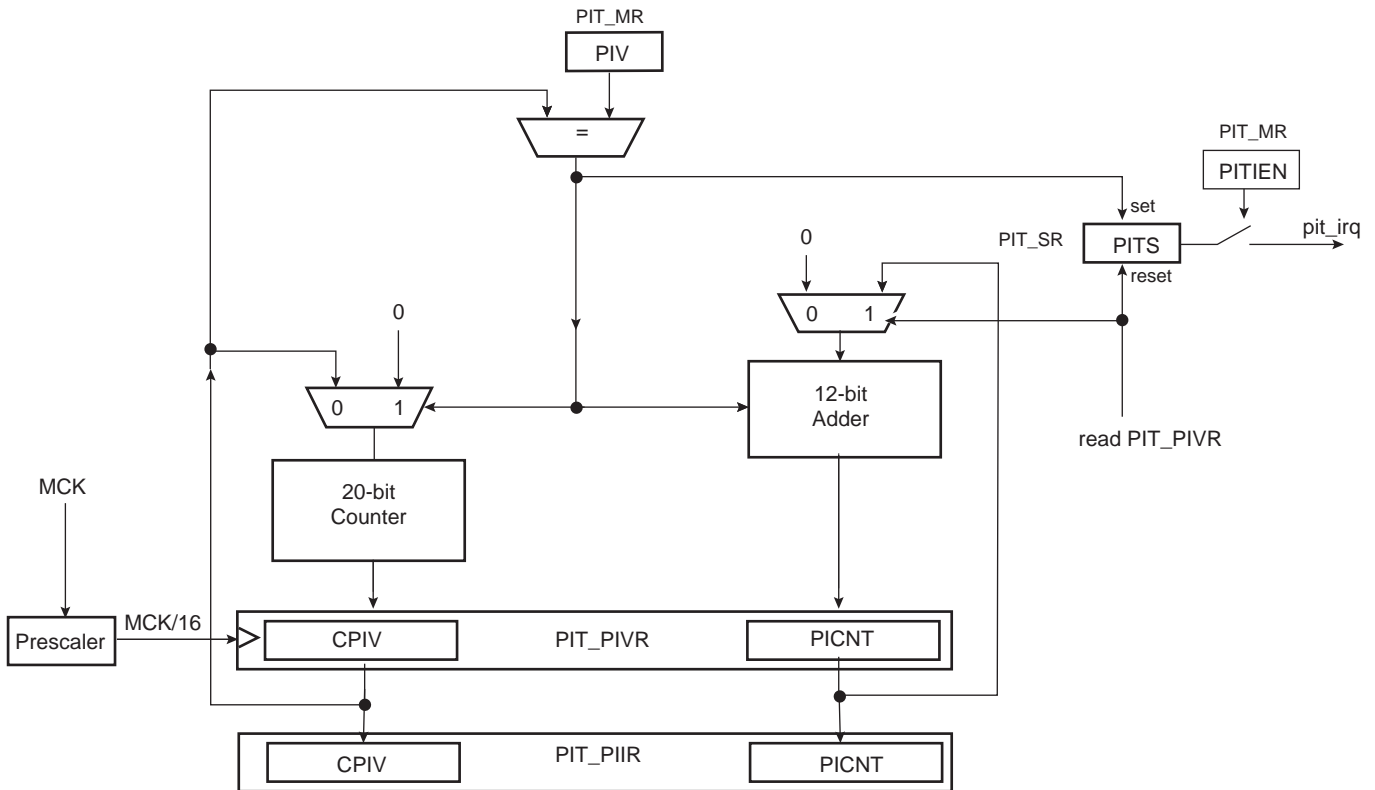 PIT_MR
PIV
=
PIT_MR
PITIEN
set
PIT_SR
PITS
pit_irq
reset
0
0 1
0
0 1
12-bit
Adder
read PIT_PIVR
MCK
20-bit
Counter
Prescaler
MCK/16
CPIV
PIT_PIVR
PICNT
CPIV
PIT_PIIR
PICNT